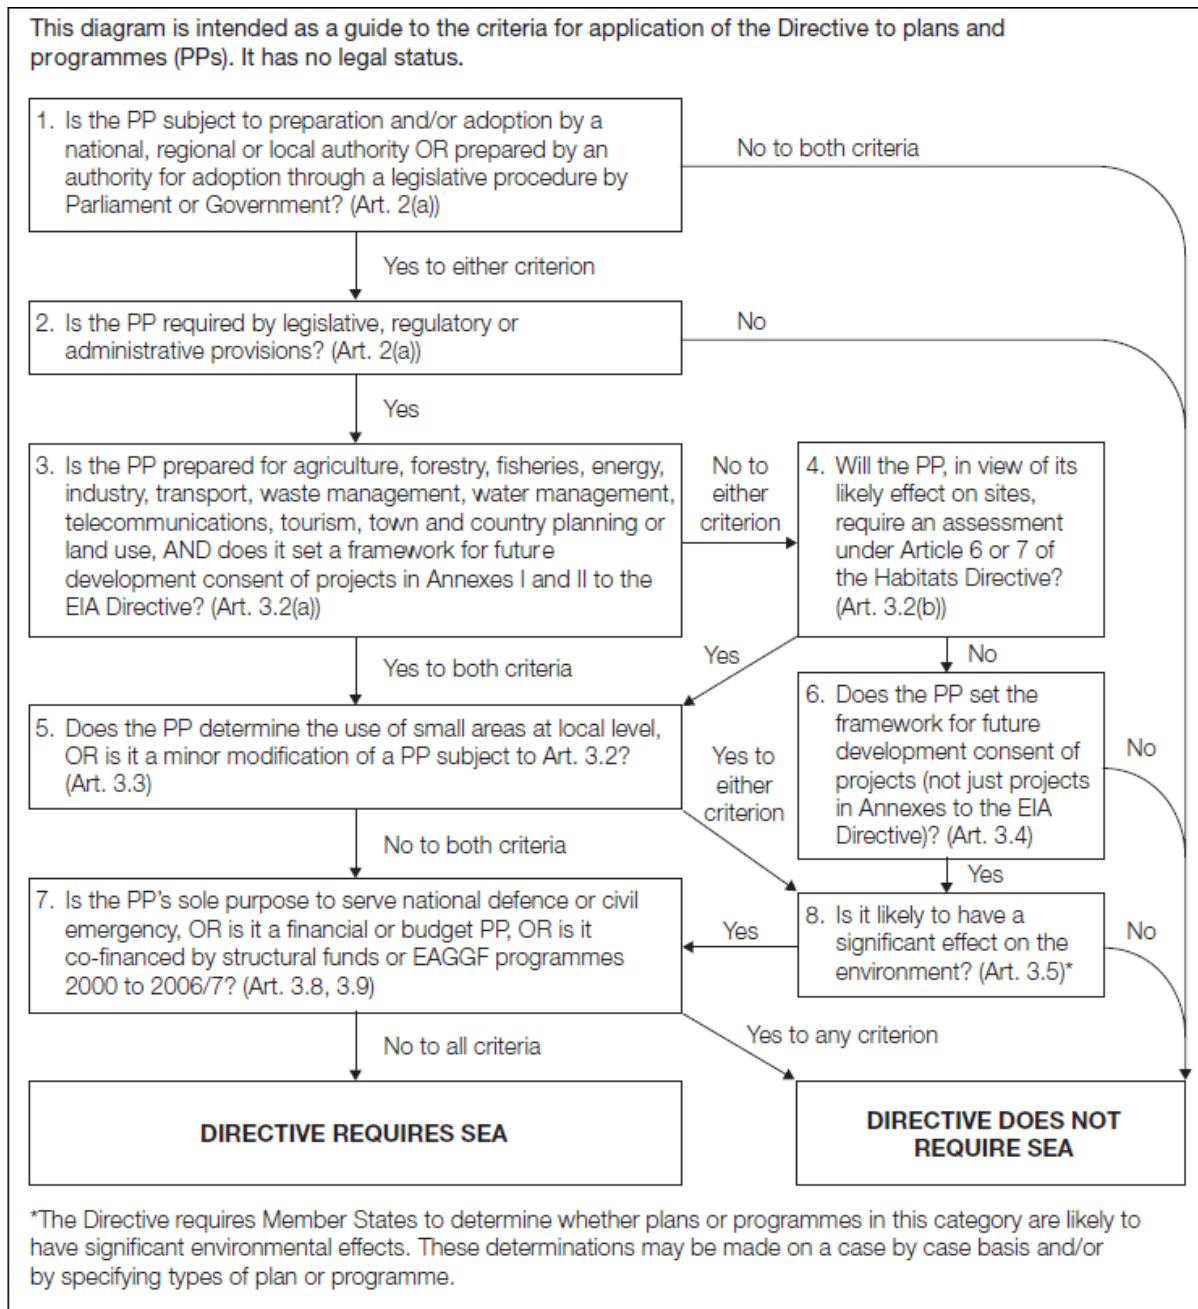 This diagram is intended as a guide to the criteria for application of the Directive to plans and
programmes (PPs). It has no legal status.
1. Is the PP subject to preparation and/or adoption by a
national, regional or local authority OR prepared by an
authority for adoption through a legislative procedure by
Parliament or Government? (Art. 2(a))
No to both criteria
Yes to either criterion
2. Is the PP required by legislative, regulatory or
administrative provisions? (Art. 2(a))
No
Yes
3. Is the PP prepared for agriculture, forestry, fisheries, energy,
industry, transport, waste management, water management,
telecommunications, tourism, town and country planning or
land use, AND does it set a framework for future
development consent of projects in Annexes I and II to the
EIA Directive? (Art. 3.2(a))
No to
either
criterion
4. Will the PP, in view of its
likely effect on sites,
require an assessment
under Article 6 or 7 of
the Habitats Directive?
(Art. 3.2(b))
Yes to both criteria
Yes
No
5. Does the PP determine the use of small areas at local level,
OR is it a minor modification of a PP subject to Art. 3.2?
(Art. 3.3)
Yes to
either
criterion
6. Does the PP set the
framework for future
development consent of
projects (not just projects
in Annexes to the EIA
Directive)? (Art. 3.4)
No
No to both criteria
Yes
7. Is the PP's sole purpose to serve national defence or civil
emergency, OR is it a financial or budget PP, OR is it
co-financed by structural funds or EAGGF programmes
2000 to 2006/7? (Art. 3.8, 3.9)
Yes
8. Is it likely to have a
significant effect on the
environment? (Art. 3.5)*
No
No to all criteria
Yes to any criterion
DIRECTIVE REQUIRES SEA
DIRECTIVE DOES NOT
REQUIRE SEA
*The Directive requires Member States to determine whether plans or programmes in this category are likely to
have significant environmental effects. These determinations may be made on a case by case basis and/or
by specifying types of plan or programme.